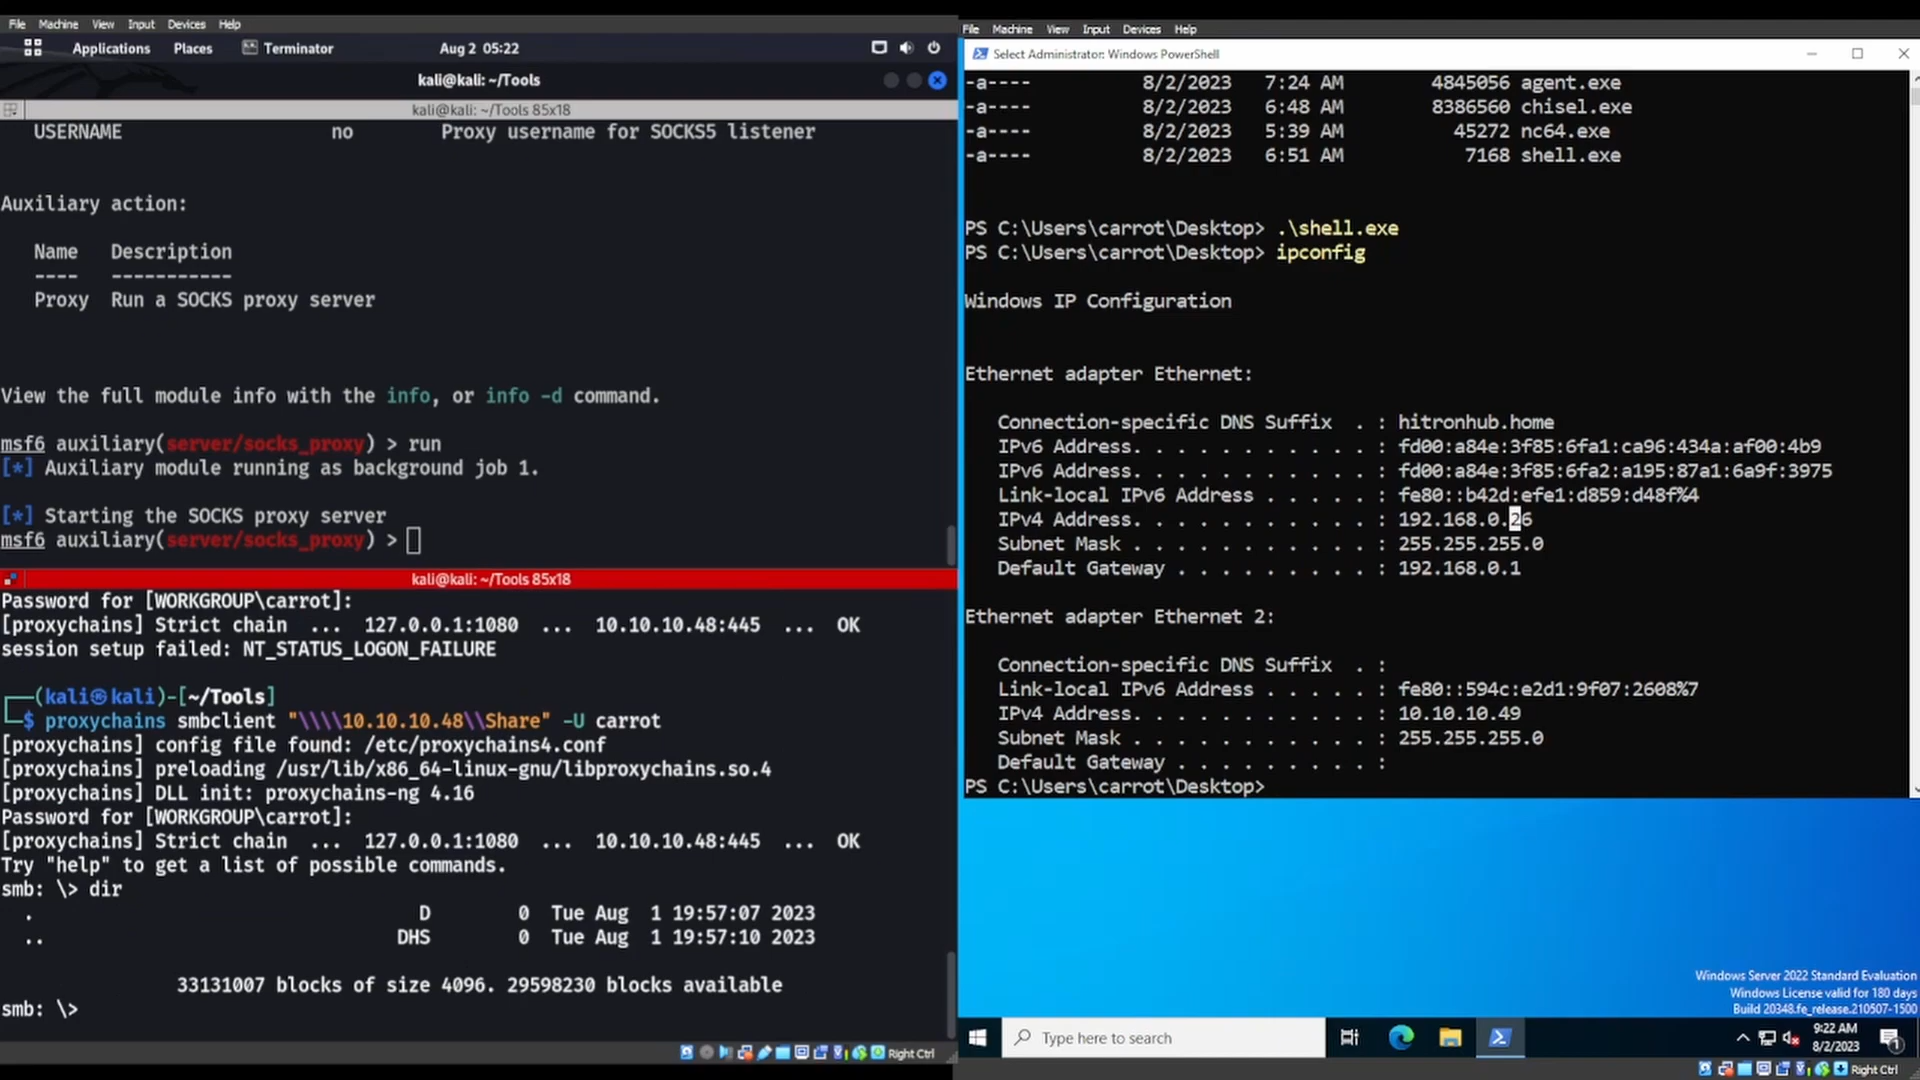 File Machine View Input Devices Help
Applications Places Terminator Aug 2 05:22
kali@kali: ~/Tools
kali@kali: ~/Tools 85x18
USERNAME no Proxy username for SOCKS5 listener
Auxiliary action:
Name Description
---- -----------
Proxy Run a SOCKS proxy server
View the full module info with the info, or info -d command.
msf6 auxiliary(server/socks_proxy) > run
[*] Auxiliary module running as background job 1.
[*] Starting the SOCKS proxy server
msf6 auxiliary(server/socks_proxy) >
kali@kali: ~/Tools 85x18
Password for [WORKGROUP\carrot]:
[proxychains] Strict chain ... 127.0.0.1:1080 ... 10.10.10.48:445 ... OK
session setup failed: NT_STATUS_LOGON_FAILURE
(kali㉿kali)-[~/Tools]
$ proxychains smbclient "\\\\10.10.10.48\\Share" -U carrot
[proxychains] config file found: /etc/proxychains4.conf
[proxychains] preloading /usr/lib/x86_64-linux-gnu/libproxychains.so.4
[proxychains] DLL init: proxychains-ng 4.16
Password for [WORKGROUP\carrot]:
[proxychains] Strict chain ... 127.0.0.1:1080 ... 10.10.10.48:445 ... OK
Try "help" to get a list of possible commands.
smb: \> dir
. D 0 Tue Aug 1 19:57:07 2023
.. DHS 0 Tue Aug 1 19:57:10 2023
33131007 blocks of size 4096. 29598230 blocks available
smb: \>
Right Ctrl
File Machine View Input Devices Help
Select Administrator: Windows PowerShell
-a---- 8/2/2023 7:24 AM 4845056 agent.exe
-a---- 8/2/2023 6:48 AM 8386560 chisel.exe
-a---- 8/2/2023 5:39 AM 45272 nc64.exe
-a---- 8/2/2023 6:51 AM 7168 shell.exe
PS C:\Users\carrot\Desktop> .\shell.exe
PS C:\Users\carrot\Desktop> ipconfig
Windows IP Configuration
Ethernet adapter Ethernet:
Connection-specific DNS Suffix . : hitronhub.home
IPv6 Address. . . . . . . . . . . : fd00:a84e:3f85:6fa1:ca96:434a:af00:4b9
IPv6 Address. . . . . . . . . . . : fd00:a84e:3f85:6fa2:a195:87a1:6a9f:3975
Link-local IPv6 Address . . . . . : fe80::b42d:efe1:d859:d48f%4
IPv4 Address. . . . . . . . . . . : 192.168.0.26
Subnet Mask . . . . . . . . . . . : 255.255.255.0
Default Gateway . . . . . . . . . : 192.168.0.1
Ethernet adapter Ethernet 2:
Connection-specific DNS Suffix . :
Link-local IPv6 Address . . . . . : fe80::594c:e2d1:9f07:2608%7
IPv4 Address. . . . . . . . . . . : 10.10.10.49
Subnet Mask . . . . . . . . . . . : 255.255.255.0
Default Gateway . . . . . . . . . :
PS C:\Users\carrot\Desktop>
Windows Server 2022 Standard Evaluation
Windows License valid for 180 days
Build 20348.fe_release.210507-1500
Type here to search
9:22 AM
8/2/2023
1
Right Ctrl